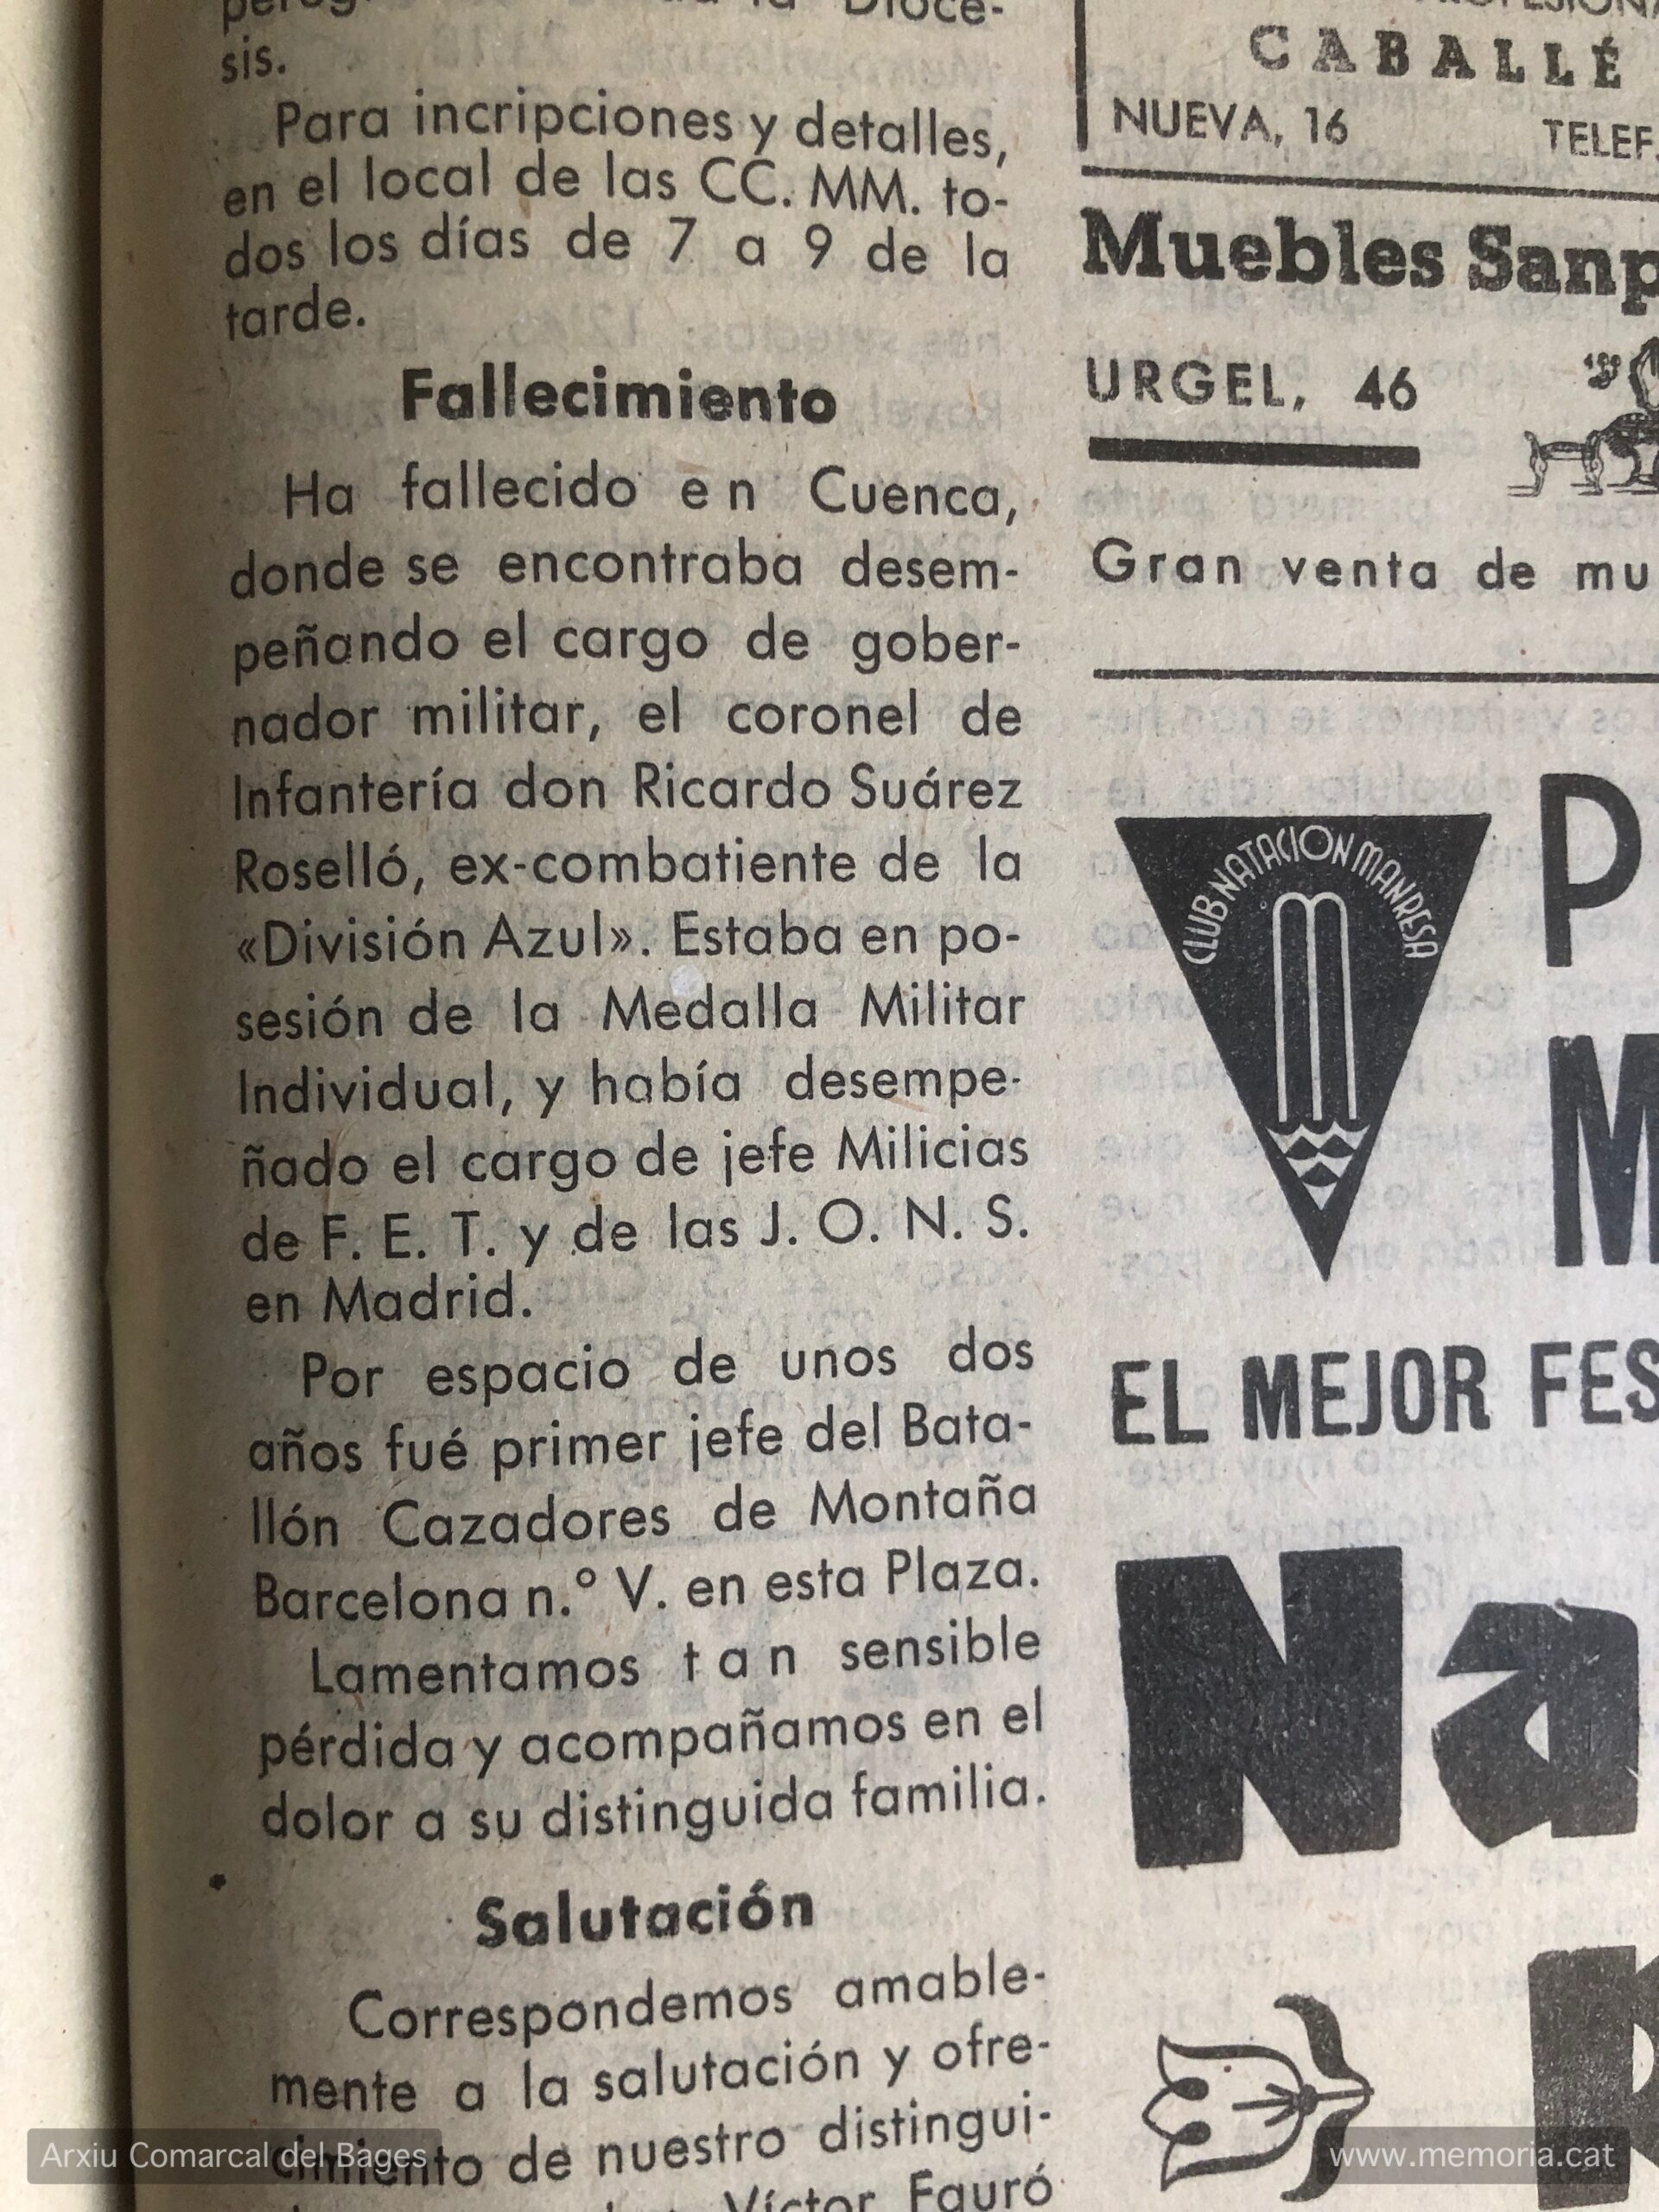 sis.
Para incripciones y detalles,
en el local de las CC. MM. to-
dos los días de 7 a 9 de la
tarde.
Fallecimiento
Ha fallecido en Cuenca,
donde se encontraba desem-
peñando el cargo de gober-
nador militar, el coronel de
Infantería don Ricardo Suárez
Roselló, ex-combatiente de la
«División Azul». Estaba en po-
sesión de la Medalla Militar
Individual, y había desempe-
ñado el cargo de jefe Milicias
de F. E. T. y de las J. O. N. S.
en Madrid.
Por espacio de unos dos
años fué primer jefe del Bata-
llón Cazadores de Montaña
Barcelona n.º V. en esta Plaza.
Lamentamos tan sensible
pérdida y acompañamos en el
dolor a su distinguida familia.
Salutación
Correspondemos amable-
mente a la salutación y ofre-
cimiento de nuestro distingui-
Víctor Fauró
CABALLÉ
NUEVA, 16 TELEF.
Muebles Sanp
URGEL, 46
Gran venta de mu
CLUB NATACION MANRESA
P
M
EL MEJOR FES
Na
Arxiu Comarcal del Bages
www.memoria.cat